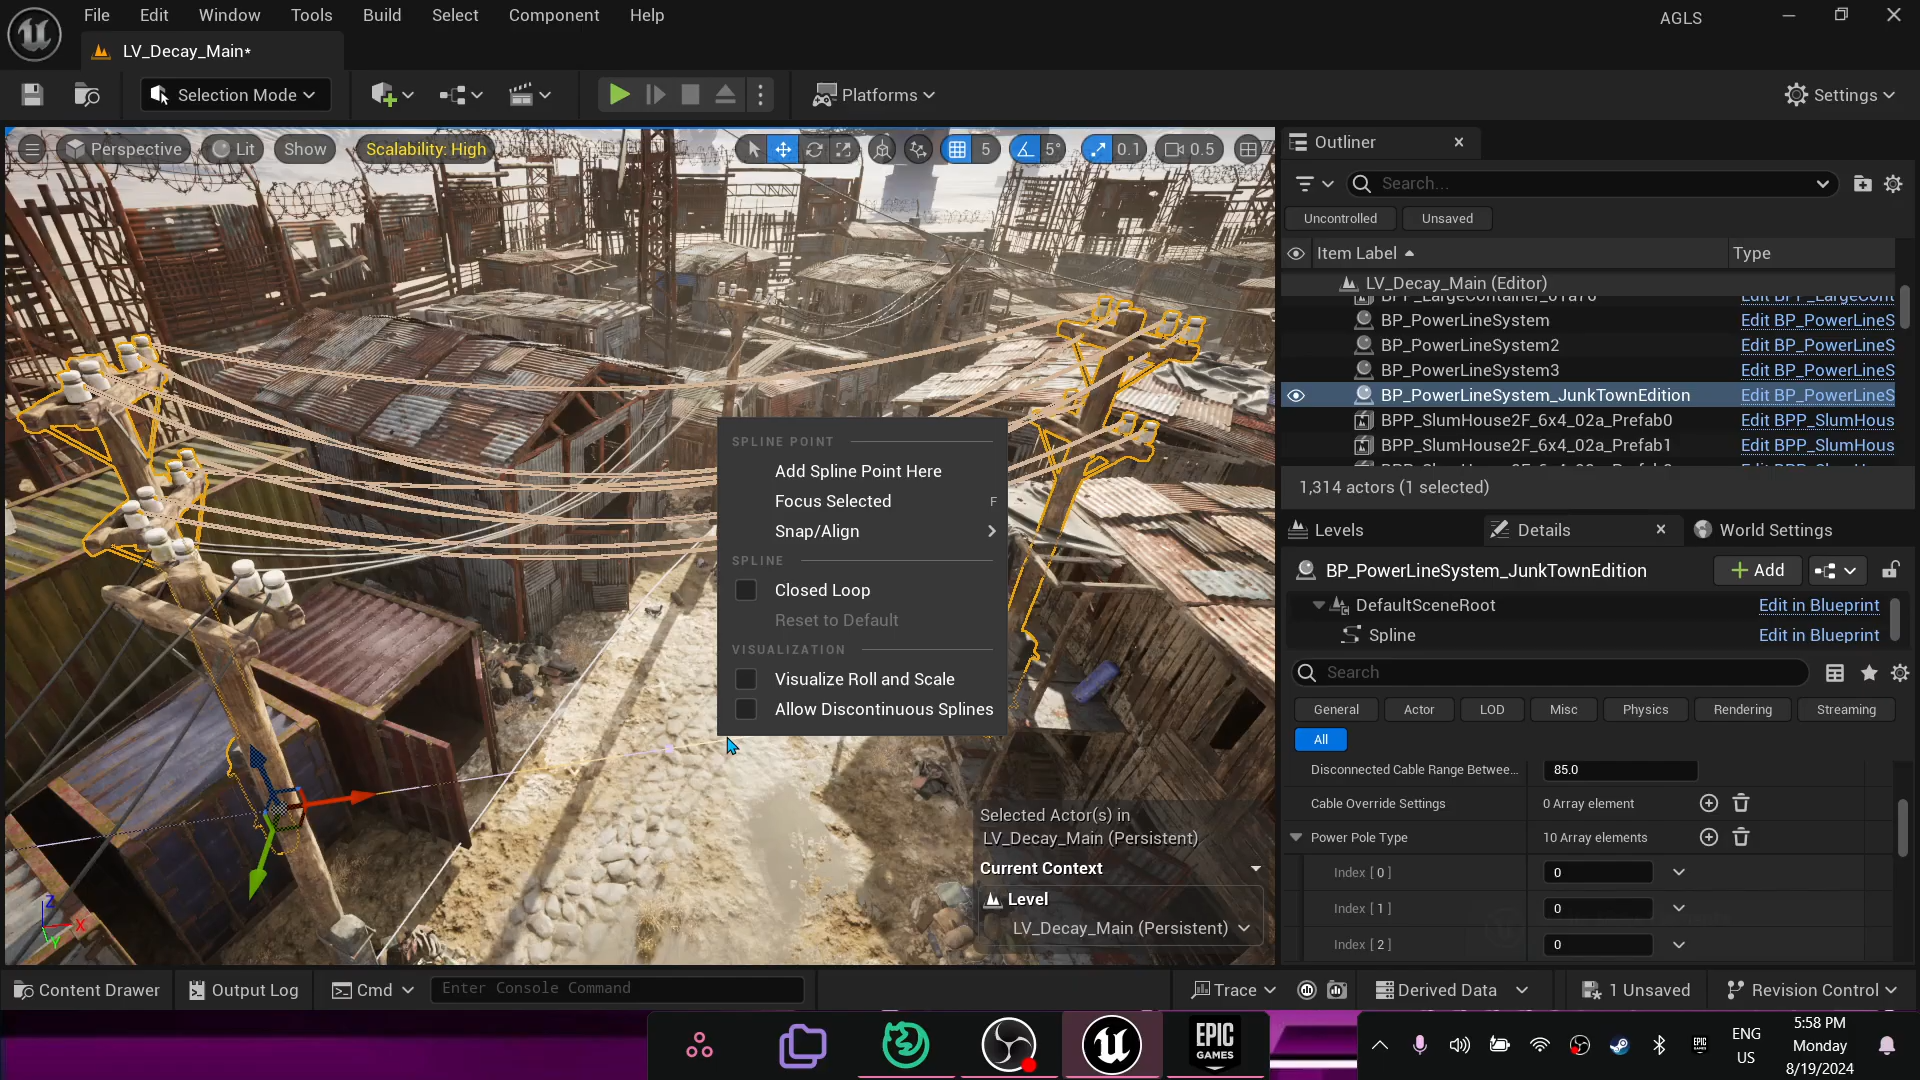 File Edit Window Tools Build Select Component Help
AGLS
LV_Decay_Main*
Selection Mode
Platforms
Settings
Perspective Lit Show Scalability: High 5 5° 0.1 0.5
SPLINE POINT
Add Spline Point Here
Focus Selected F
Snap/Align
SPLINE
Closed Loop
Reset to Default
VISUALIZATION
Visualize Roll and Scale
Allow Discontinuous Splines
Selected Actor(s) in
LV_Decay_Main (Persistent)
Current Context
Level
LV_Decay_Main (Persistent)
Z
X
Y
Outliner
Search...
Uncontrolled Unsaved
Item Label Type
LV_Decay_Main (Editor)
BP_PowerLineSystem Edit BP_PowerLineS
BP_PowerLineSystem2 Edit BP_PowerLineS
BP_PowerLineSystem3 Edit BP_PowerLineS
BP_PowerLineSystem_JunkTownEdition Edit BP_PowerLineS
BPP_SlumHouse2F_6x4_02a_Prefab0 Edit BPP_SlumHous
BPP_SlumHouse2F_6x4_02a_Prefab1 Edit BPP_SlumHous
1,314 actors (1 selected)
Levels Details World Settings
BP_PowerLineSystem_JunkTownEdition Add
DefaultSceneRoot Edit in Blueprint
Spline Edit in Blueprint
Search
General Actor LOD Misc Physics Rendering Streaming
All
Disconnected Cable Range Betwee... 85.0
Cable Override Settings 0 Array element
Power Pole Type 10 Array elements
Index [ 0 ] 0
Index [ 1 ] 0
Index [ 2 ] 0
Content Drawer Output Log Cmd Enter Console Command Trace Derived Data 1 Unsaved Revision Control
EPIC GAMES
ENG
US
5:58 PM
Monday
8/19/2024